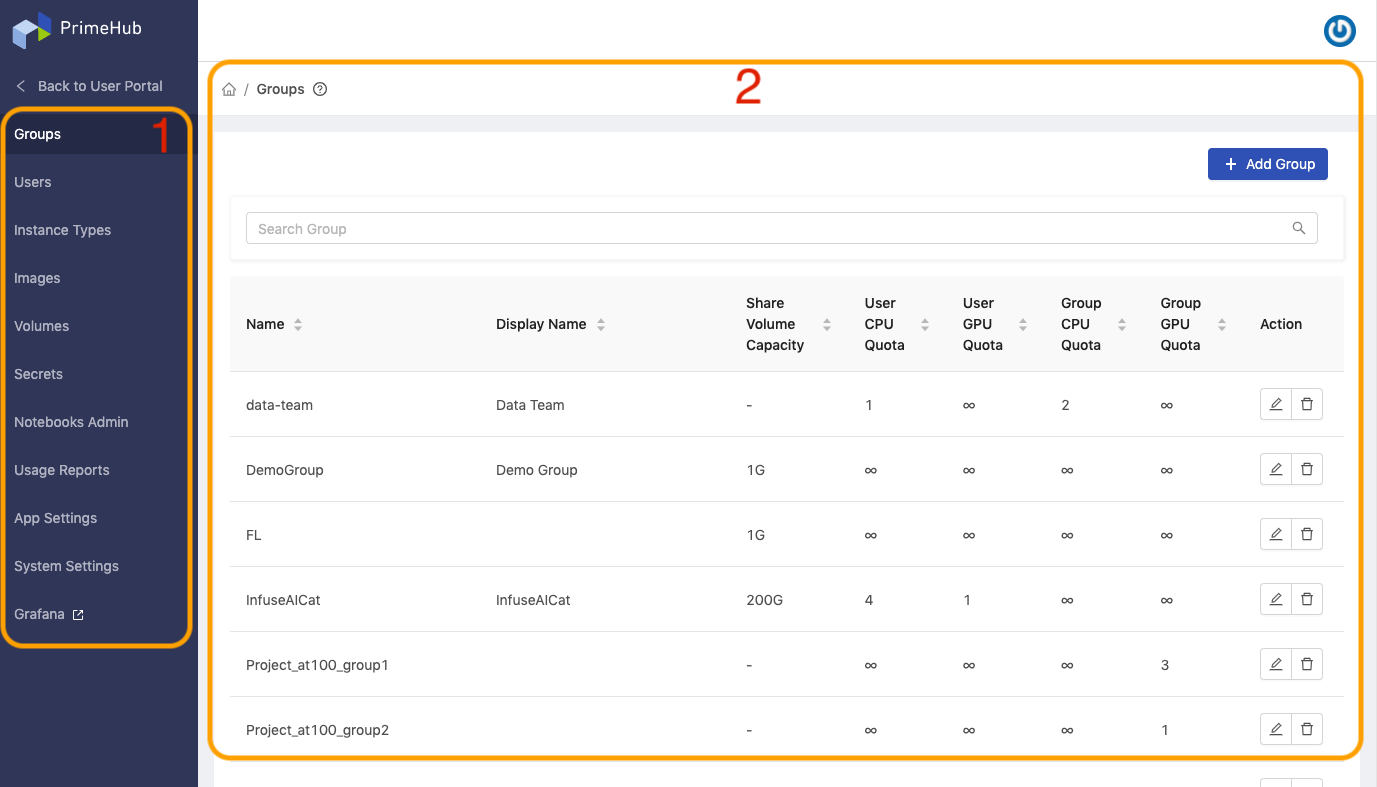 PrimeHub
Back to User Portal
Groups
1
Users
Instance Types
Images
Volumes
Secrets
Notebooks Admin
Usage Reports
App Settings
System Settings
Grafana
/ Groups ?
2
+ Add Group
Search Group
Name Display Name Share Volume Capacity User CPU Quota User GPU Quota Group CPU Quota Group GPU Quota Action
data-team Data Team - 1 ∞ 2 ∞
DemoGroup Demo Group 1G ∞ ∞ ∞ ∞
FL 1G ∞ ∞ ∞ ∞
InfuseAICat InfuseAICat 200G 4 1 ∞ ∞
Project_at100_group1 - ∞ ∞ ∞ 3
Project_at100_group2 - ∞ ∞ ∞ 1